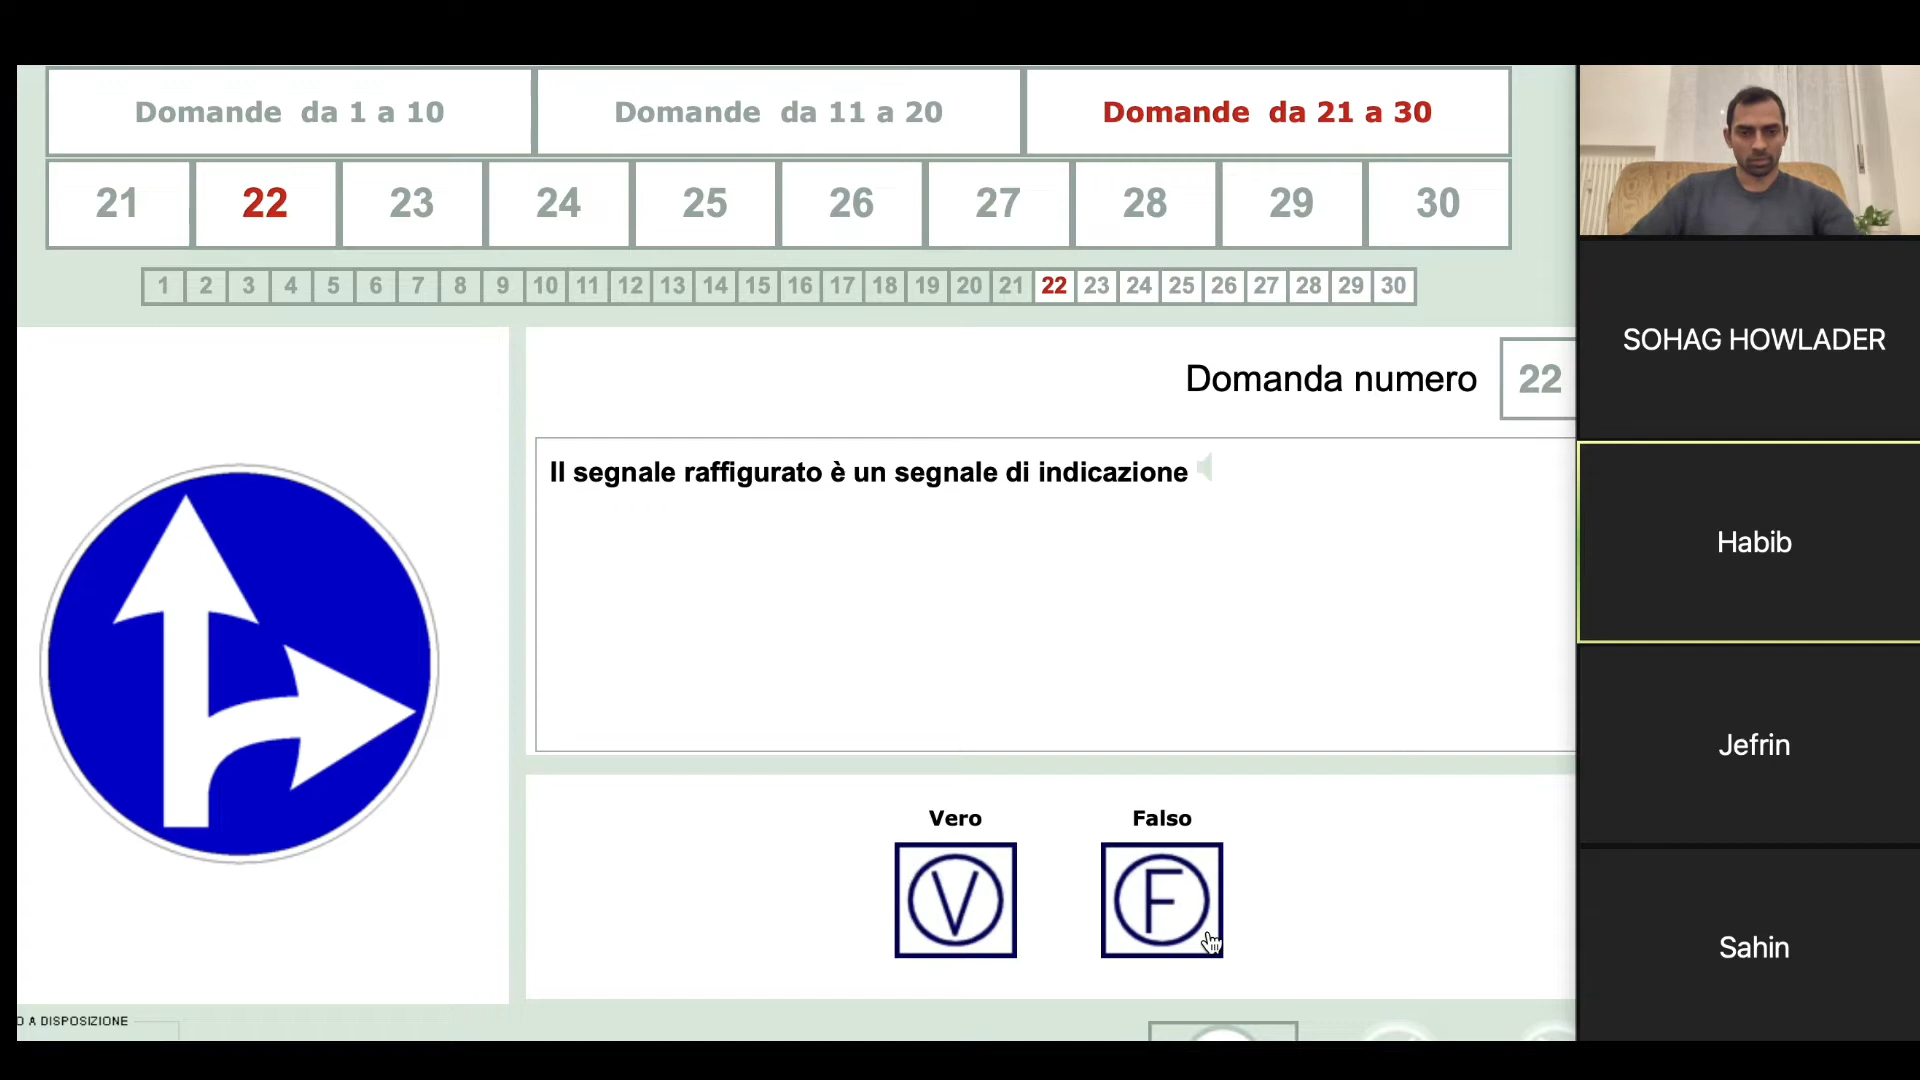 Domande da 1 a 10
Domande da 11 a 20
Domande da 21 a 30
21 22 23 24 25 26 27 28 29 30
1 2 3 4 5 6 7 8 9 10 11 12 13 14 15 16 17 18 19 20 21 22 23 24 25 26 27 28 29 30
Domanda numero 22
Il segnale raffigurato è un segnale di indicazione
Vero
Falso
V
F
O A DISPOSIZIONE
SOHAG HOWLADER
Habib
Jefrin
Sahin